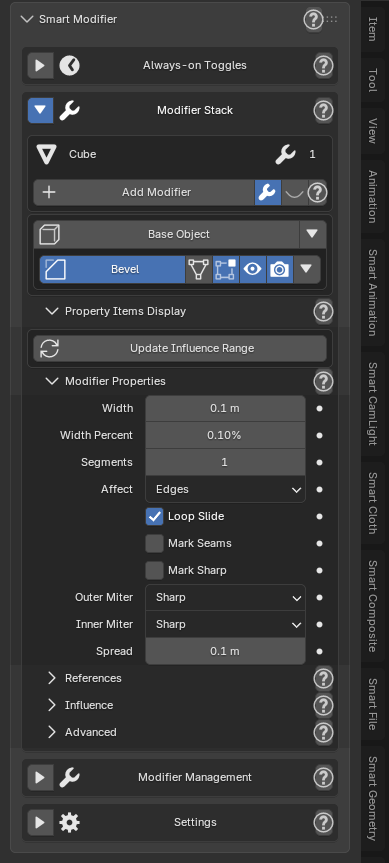 Smart Modifier
Always-on Toggles
Modifier Stack
Cube 1
Add Modifier
Base Object
Bevel
Property Items Display
Update Influence Range
Modifier Properties
Width 0.1 m
Width Percent 0.10%
Segments 1
Affect Edges
Loop Slide
Mark Seams
Mark Sharp
Outer Miter Sharp
Inner Miter Sharp
Spread 0.1 m
References
Influence
Advanced
Modifier Management
Settings
Item
Tool
View
Animation
Smart Animation
Smart CamLight
Smart Cloth
Smart Composite
Smart File
Smart Geometry